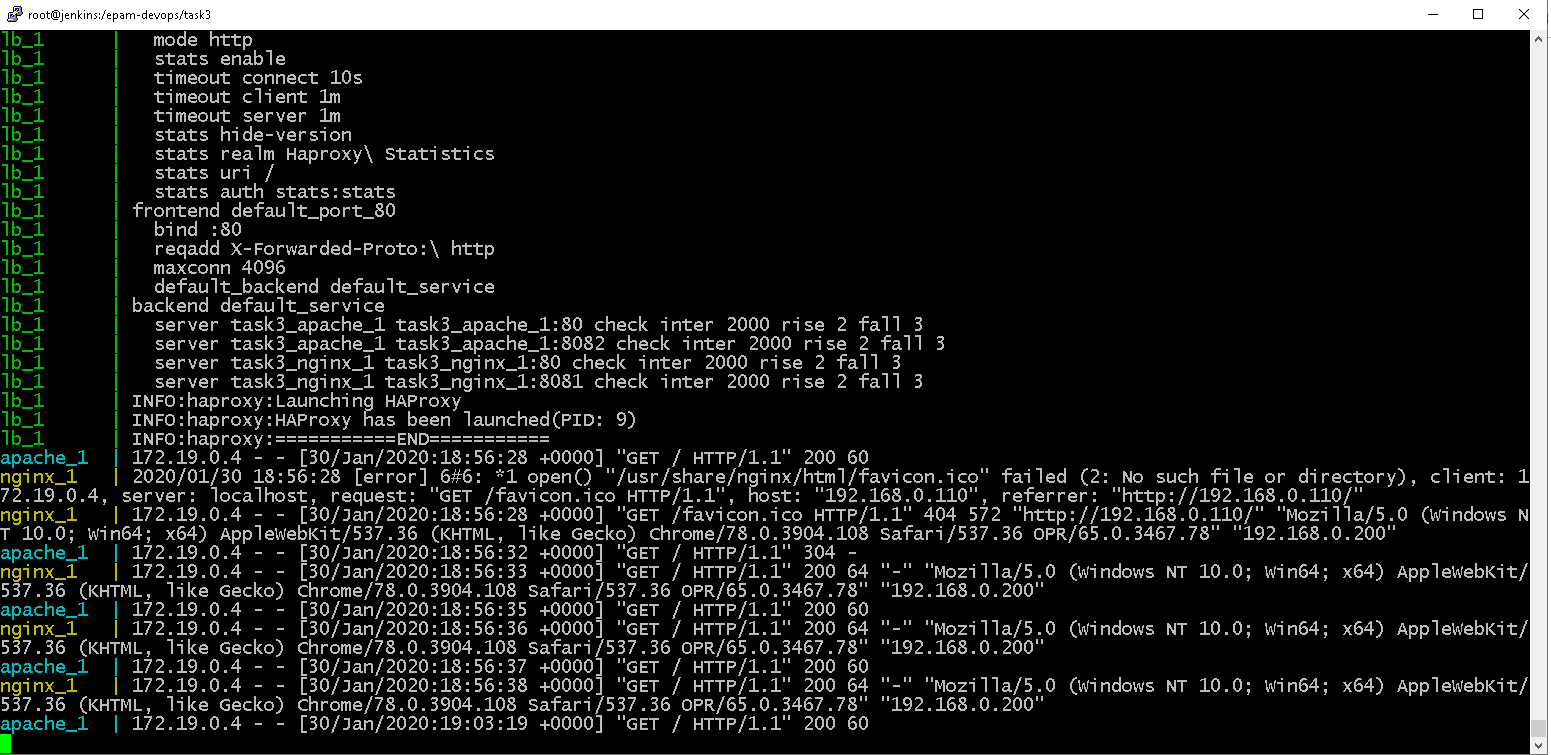 root@jenkins:/epam-devops/task3
lb_1 | mode http
lb_1 | stats enable
lb_1 | timeout connect 10s
lb_1 | timeout client 1m
lb_1 | timeout server 1m
lb_1 | stats hide-version
lb_1 | stats realm Haproxy\ Statistics
lb_1 | stats uri /
lb_1 | stats auth stats:stats
lb_1 | frontend default_port_80
lb_1 | bind :80
lb_1 | reqadd X-Forwarded-Proto:\ http
lb_1 | maxconn 4096
lb_1 | default_backend default_service
lb_1 | backend default_service
lb_1 | server task3_apache_1 task3_apache_1:80 check inter 2000 rise 2 fall 3
lb_1 | server task3_apache_1 task3_apache_1:8082 check inter 2000 rise 2 fall 3
lb_1 | server task3_nginx_1 task3_nginx_1:80 check inter 2000 rise 2 fall 3
lb_1 | server task3_nginx_1 task3_nginx_1:8081 check inter 2000 rise 2 fall 3
lb_1 | INFO:haproxy:Launching HAProxy
lb_1 | INFO:haproxy:HAProxy has been launched(PID: 9)
lb_1 | INFO:haproxy:===========END===========
apache_1 | 172.19.0.4 - - [30/Jan/2020:18:56:28 +0000] "GET / HTTP/1.1" 200 60
nginx_1 | 2020/01/30 18:56:28 [error] 6#6: *1 open() "/usr/share/nginx/html/favicon.ico" failed (2: No such file or directory), client: 1
72.19.0.4, server: localhost, request: "GET /favicon.ico HTTP/1.1", host: "192.168.0.110", referrer: "http://192.168.0.110/"
nginx_1 | 172.19.0.4 - - [30/Jan/2020:18:56:28 +0000] "GET /favicon.ico HTTP/1.1" 404 572 "http://192.168.0.110/" "Mozilla/5.0 (Windows N
T 10.0; Win64; x64) AppleWebKit/537.36 (KHTML, like Gecko) Chrome/78.0.3904.108 Safari/537.36 OPR/65.0.3467.78" "192.168.0.200"
apache_1 | 172.19.0.4 - - [30/Jan/2020:18:56:32 +0000] "GET / HTTP/1.1" 304 -
nginx_1 | 172.19.0.4 - - [30/Jan/2020:18:56:33 +0000] "GET / HTTP/1.1" 200 64 "-" "Mozilla/5.0 (Windows NT 10.0; Win64; x64) AppleWebKit/
537.36 (KHTML, like Gecko) Chrome/78.0.3904.108 Safari/537.36 OPR/65.0.3467.78" "192.168.0.200"
apache_1 | 172.19.0.4 - - [30/Jan/2020:18:56:35 +0000] "GET / HTTP/1.1" 200 60
nginx_1 | 172.19.0.4 - - [30/Jan/2020:18:56:36 +0000] "GET / HTTP/1.1" 200 64 "-" "Mozilla/5.0 (Windows NT 10.0; Win64; x64) AppleWebKit/
537.36 (KHTML, like Gecko) Chrome/78.0.3904.108 Safari/537.36 OPR/65.0.3467.78" "192.168.0.200"
apache_1 | 172.19.0.4 - - [30/Jan/2020:18:56:37 +0000] "GET / HTTP/1.1" 200 60
nginx_1 | 172.19.0.4 - - [30/Jan/2020:18:56:38 +0000] "GET / HTTP/1.1" 200 64 "-" "Mozilla/5.0 (Windows NT 10.0; Win64; x64) AppleWebKit/
537.36 (KHTML, like Gecko) Chrome/78.0.3904.108 Safari/537.36 OPR/65.0.3467.78" "192.168.0.200"
apache_1 | 172.19.0.4 - - [30/Jan/2020:19:03:19 +0000] "GET / HTTP/1.1" 200 60